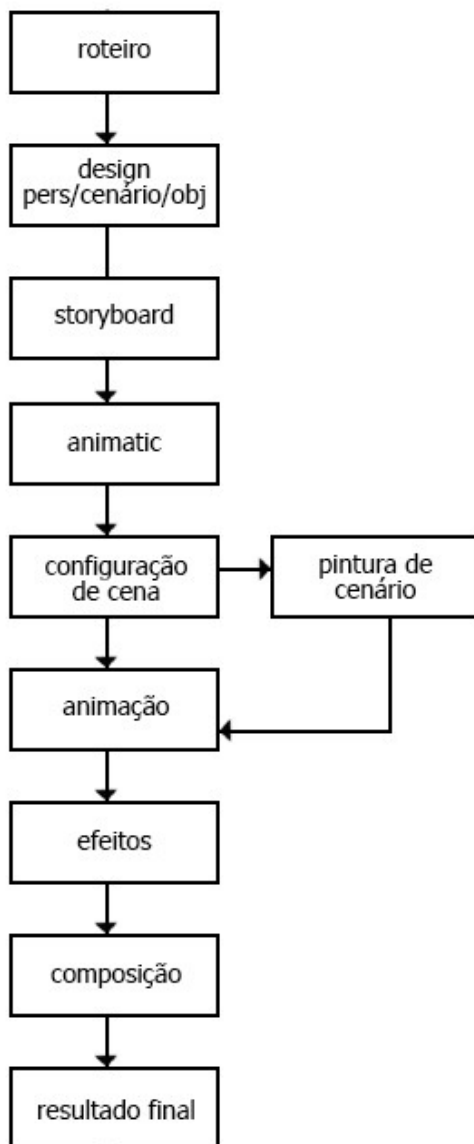 roteiro
design
pers/cenário/obj
storyboard
animatic
configuração
de cena
pintura de
cenário
animação
efeitos
composição
resultado final